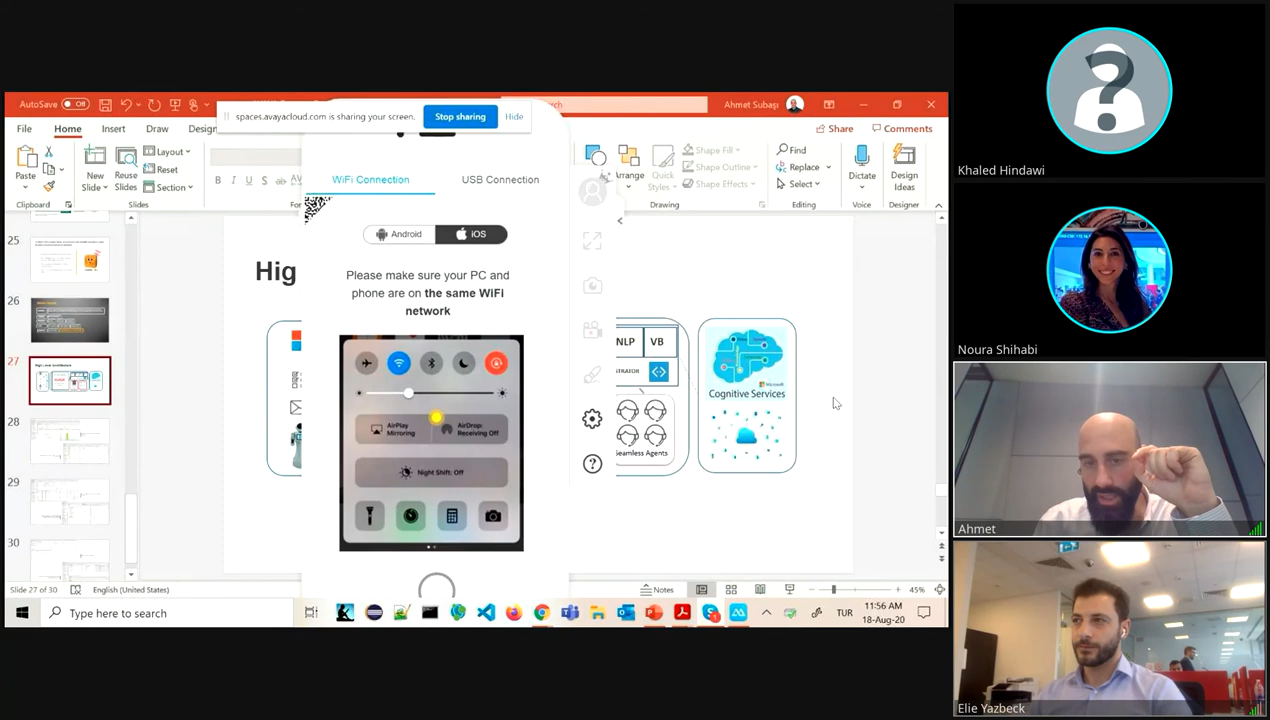 AutoSave Off
ch
Ahmet Subaşı
spaces.avayacloud.com is sharing your screen.
Stop sharing
Hide
File
Home
Insert
Draw
Desig
Share
Comments
Paste
New
Slide
Reuse
Slides
Layout
Reset
Section
B I U S ab
Arrange
Quick
Styles
Shape Fill
Shape Outline
Shape Effects
Find
Replace
Select
Dictate
Design
Ideas
Clipboard
Slides
For
Drawing
Editing
Voice
Designer
WiFi Connection
USB Connection
Android
iOS
Please make sure your PC and
phone are on the same WiFi
network
AirPlay
Mirroring
AirDrop:
Receiving Off
Night Shift: Off
25
26
27
28
29
30
Hig
NLP
VB
STRATOR
Seamless Agents
Microsoft
Cognitive Services
Slide 27 of 30
English (United States)
Notes
45%
Type here to search
TUR
11:56 AM
18-Aug-20
Khaled Hindawi
Noura Shihabi
Ahmet
Elie Yazbeck